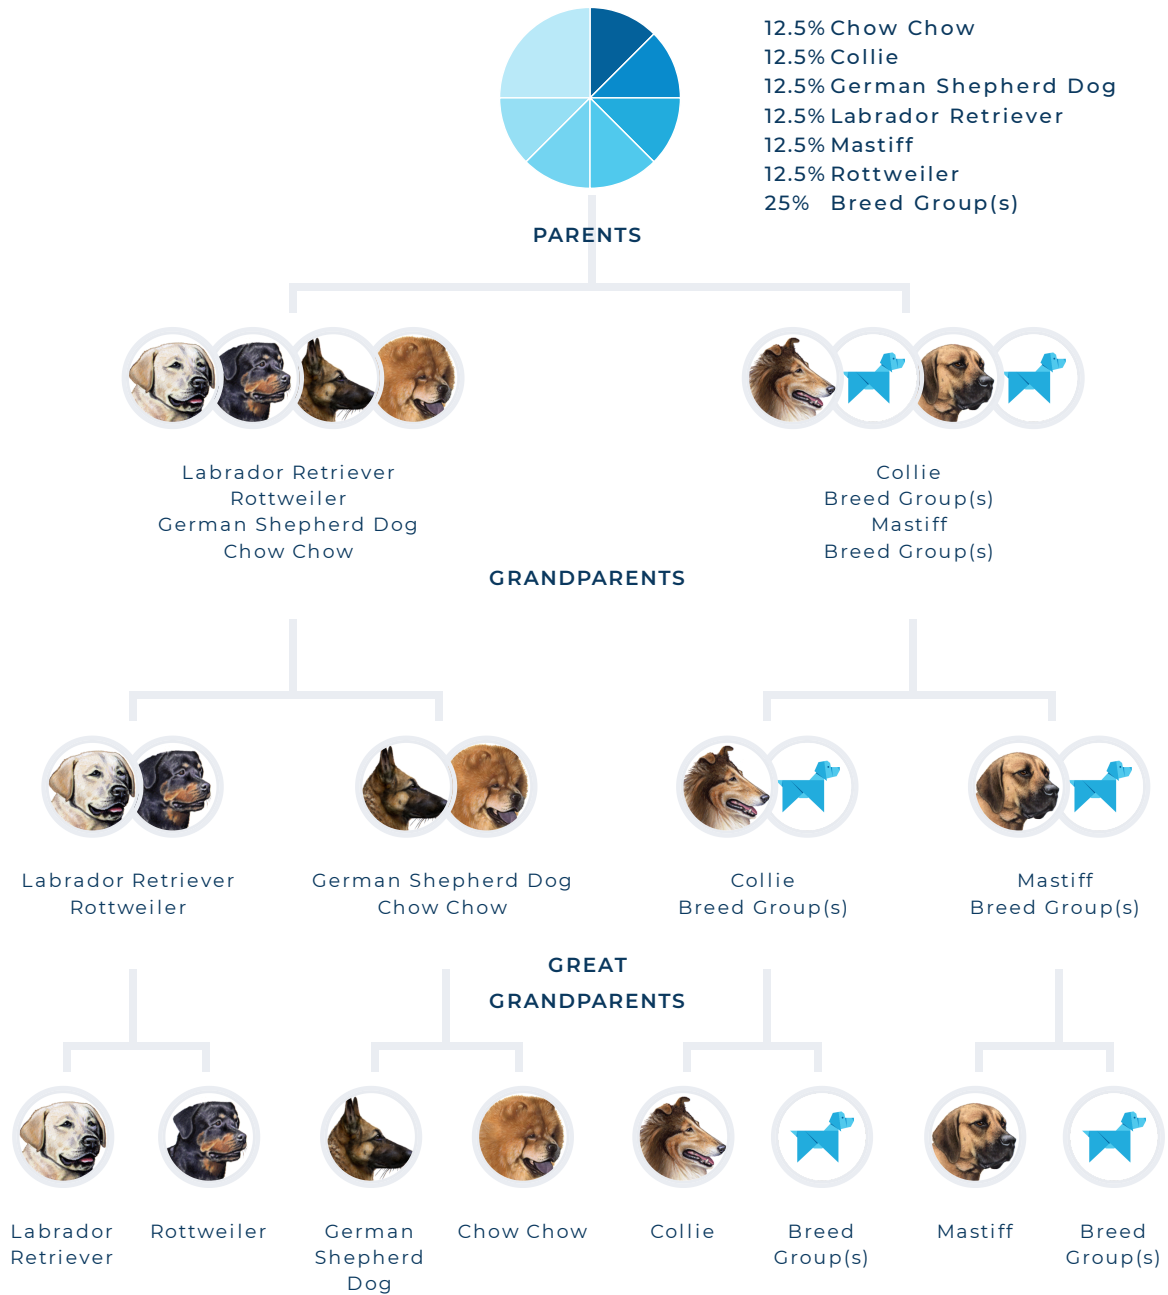 12.5% Chow Chow
12.5% Collie
12.5% German Shepherd Dog
12.5% Labrador Retriever
12.5% Mastiff
12.5% Rottweiler
25% Breed Group(s)
PARENTS
Labrador Retriever
Rottweiler
German Shepherd Dog
Chow Chow
Collie
Breed Group(s)
Mastiff
Breed Group(s)
GRANDPARENTS
Labrador Retriever
Rottweiler
German Shepherd Dog
Chow Chow
Collie
Breed Group(s)
Mastiff
Breed Group(s)
GREAT
GRANDPARENTS
Labrador
Retriever
Rottweiler
German
Shepherd
Dog
Chow Chow
Collie
Breed
Group(s)
Mastiff
Breed
Group(s)